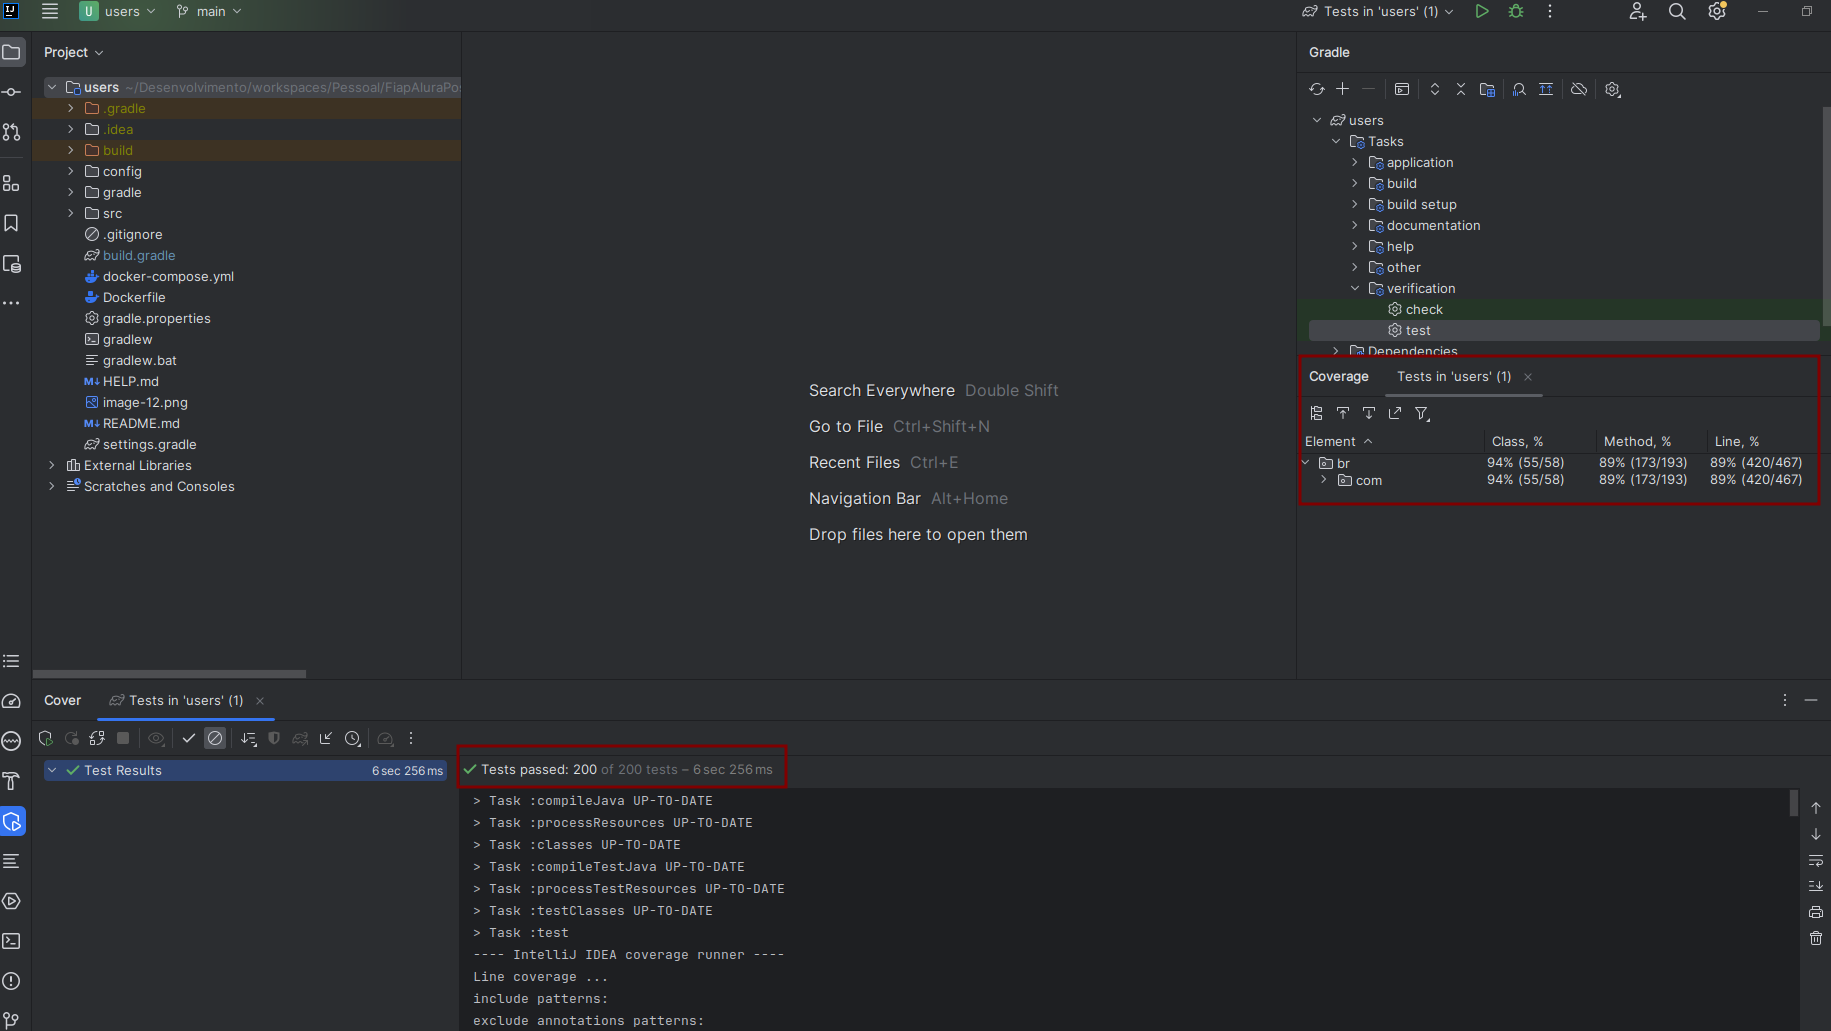 IJ
U users
main
Tests in 'users' (1)
Project
users ~/Desenvolvimento/workspaces/Pessoal/FiapAluraPos
.gradle
.idea
build
config
gradle
src
.gitignore
build.gradle
docker-compose.yml
Dockerfile
gradle.properties
gradlew
gradlew.bat
HELP.md
image-12.png
README.md
settings.gradle
External Libraries
Scratches and Consoles
Search Everywhere Double Shift
Go to File Ctrl+Shift+N
Recent Files Ctrl+E
Navigation Bar Alt+Home
Drop files here to open them
Gradle
users
Tasks
application
build
build setup
documentation
help
other
verification
check
test
Dependencies
Coverage Tests in 'users' (1)
Element Class, % Method, % Line, %
br 94% (55/58) 89% (173/193) 89% (420/467)
com 94% (55/58) 89% (173/193) 89% (420/467)
Cover Tests in 'users' (1)
Test Results 6 sec 256 ms
Tests passed: 200 of 200 tests – 6 sec 256 ms
> Task :compileJava UP-TO-DATE
> Task :processResources UP-TO-DATE
> Task :classes UP-TO-DATE
> Task :compileTestJava UP-TO-DATE
> Task :processTestResources UP-TO-DATE
> Task :testClasses UP-TO-DATE
> Task :test
---- IntelliJ IDEA coverage runner ----
Line coverage ...
include patterns:
exclude annotations patterns: